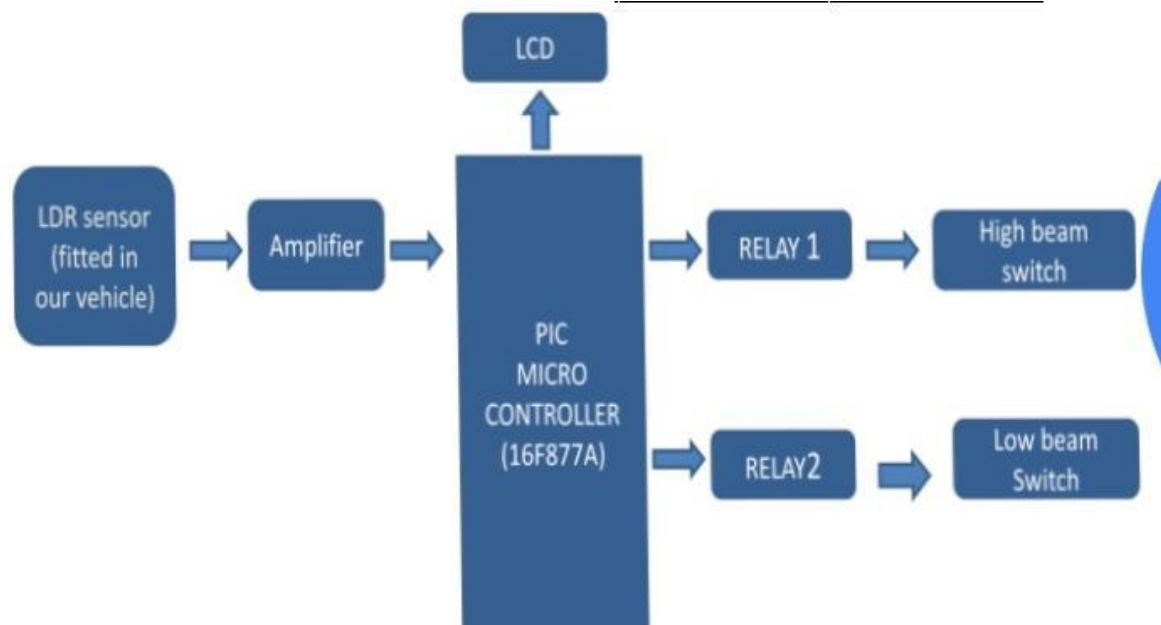 LCD
LDR sensor
(fitted in
our vehicle)
Amplifier
PIC
MICRO
CONTROLLER
(16F877A)
RELAY 1
High beam
switch
RELAY2
Low beam
Switch